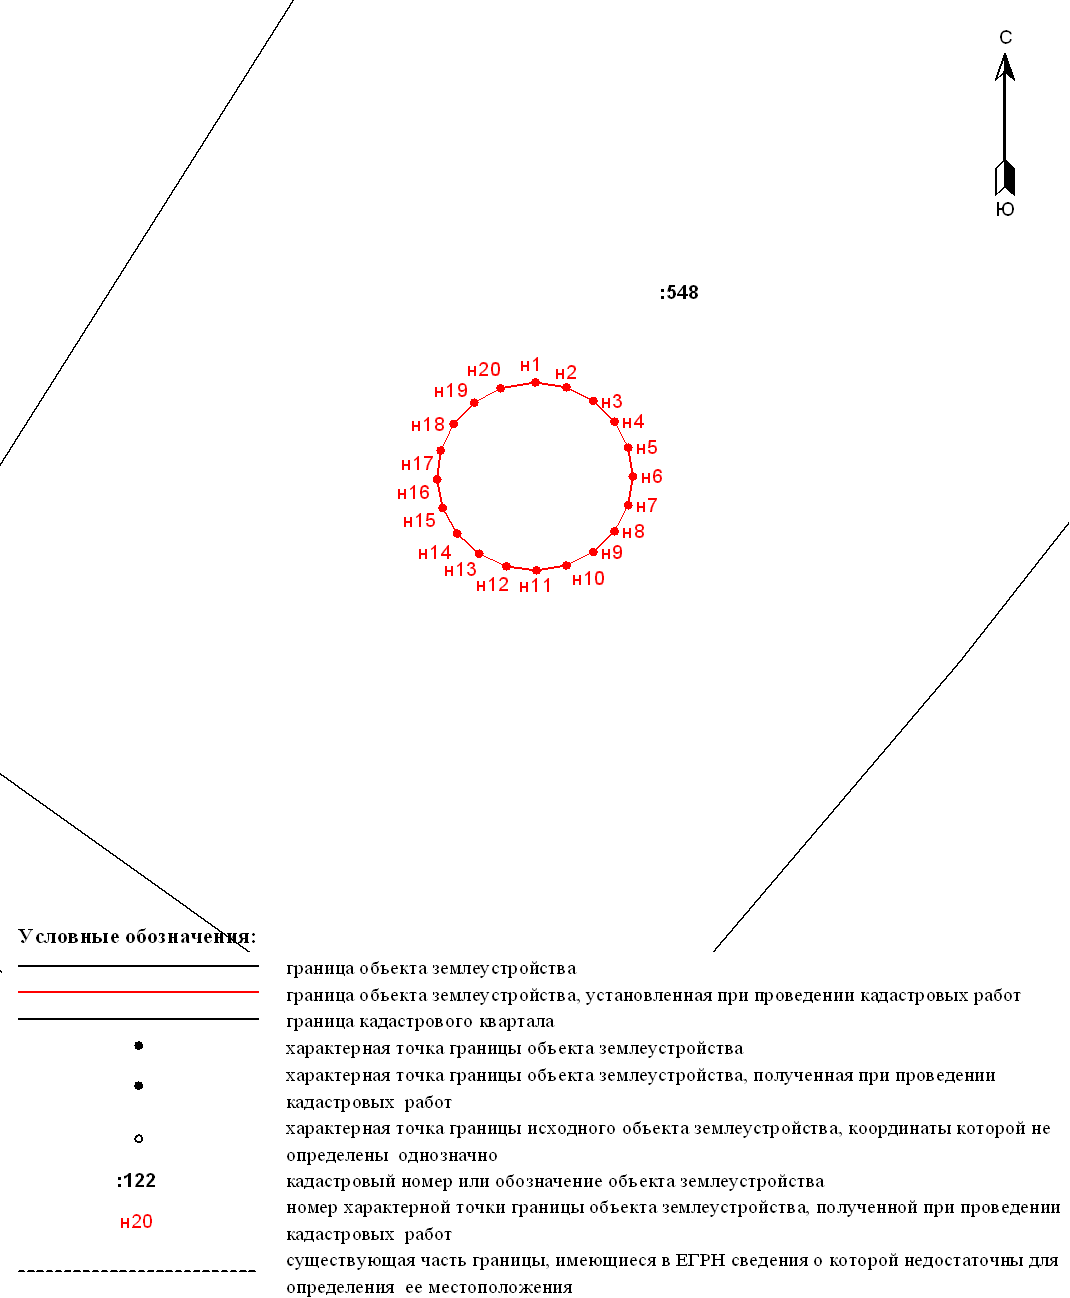 С
Ю
:548
н1
н2
н3
н4
н5
н6
н7
н8
н9
н10
н11
н12
н13
н14
н15
н16
н17
н18
н19
н20
Условные обозначения:
граница объекта землеустройства
граница объекта землеустройства, установленная при проведении кадастровых работ
граница кадастрового квартала
характерная точка границы объекта землеустройства
характерная точка границы объекта землеустройства, полученная при проведении
кадастровых работ
характерная точка границы исходного объекта землеустройства, координаты которой не
определены однозначно
:122 кадастровый номер или обозначение объекта землеустройства
н20 номер характерной точки границы объекта землеустройства, полученной при проведении
кадастровых работ
существующая часть границы, имеющиеся в ЕГРН сведения о которой недостаточны для
определения ее местоположения